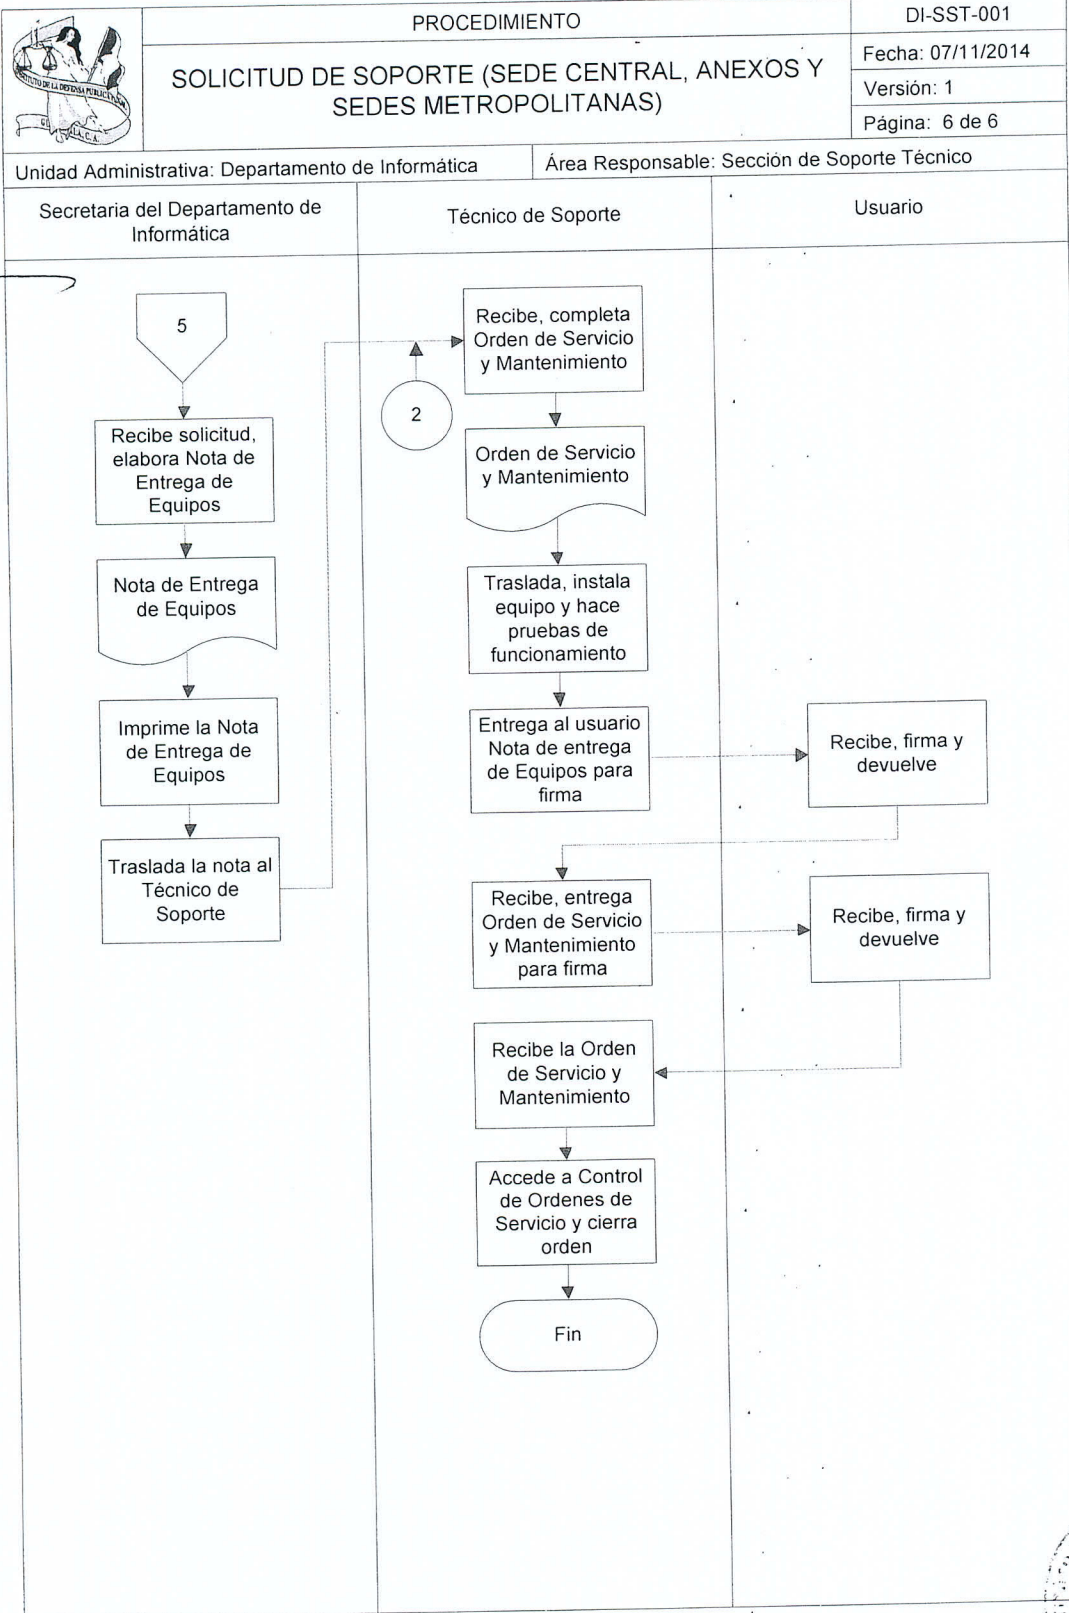 PROCEDIMIENTO
SOLICITUD DE SOPORTE (SEDE CENTRAL, ANEXOS Y
SEDES METROPOLITANAS)
DI-SST-001
Fecha: 07/11/2014
Versión: 1
Página: 6 de 6
Unidad Administrativa: Departamento de Informática
Área Responsable: Sección de Soporte Técnico
Secretaria del Departamento de
Informática
Técnico de Soporte
Usuario
5
Recibe solicitud,
elabora Nota de
Entrega de
Equipos
Nota de Entrega
de Equipos
Imprime la Nota
de Entrega de
Equipos
Traslada la nota al
Técnico de
Soporte
Recibe, completa
Orden de Servicio
y Mantenimiento
2
Orden de Servicio
y Mantenimiento
Traslada, instala
equipo y hace
pruebas de
funcionamiento
Entrega al usuario
Nota de entrega
de Equipos para
firma
Recibe, firma y
devuelve
Recibe, entrega
Orden de Servicio
y Mantenimiento
para firma
Recibe, firma y
devuelve
Recibe la Orden
de Servicio y
Mantenimiento
Accede a Control
de Ordenes de
Servicio y cierra
orden
Fin